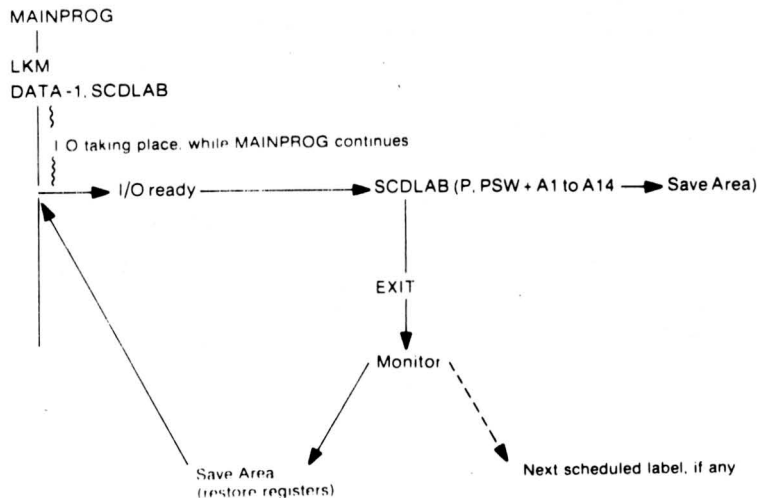 MAINPROG
LKM
DATA -1, SCDLAB
I O taking place, while MAINPROG continues
I/O ready
SCDLAB (P, PSW + A1 to A14 Save Area)
EXIT
Monitor
Save Area
(restore registers)
Next scheduled label, if any